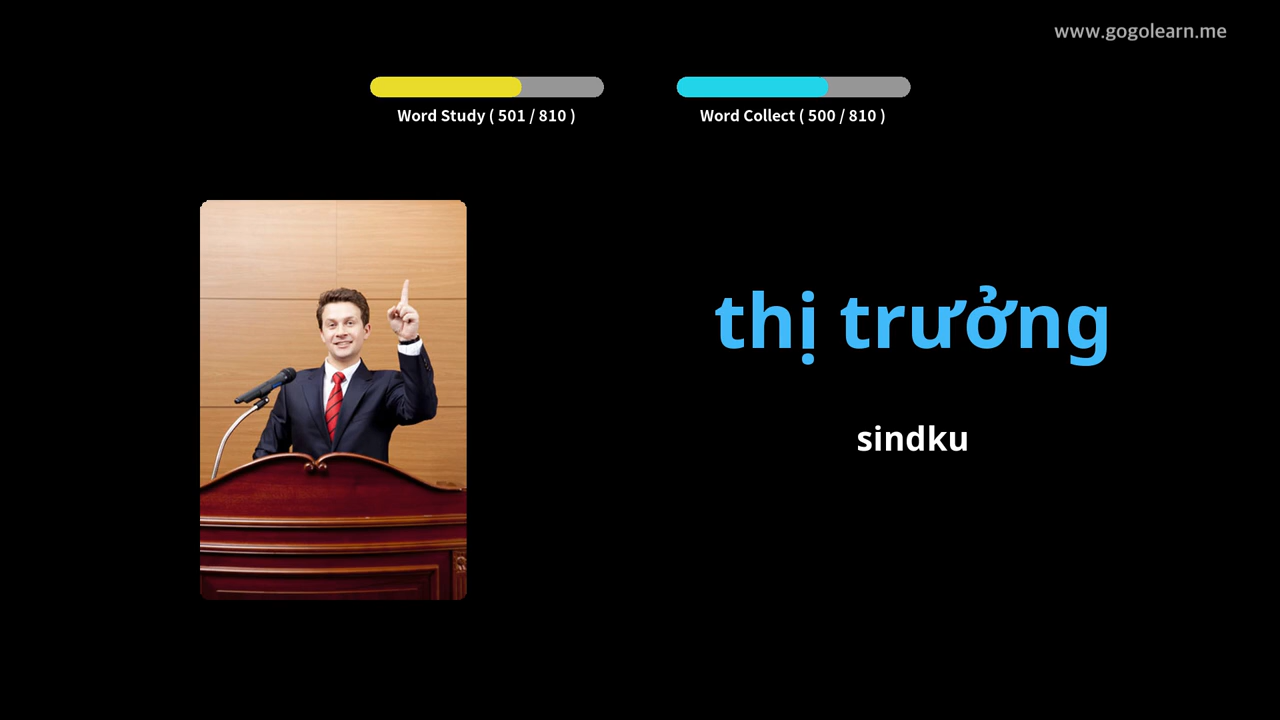 www.gogolearn.me
Word Study ( 501 / 810 )
Word Collect ( 500 / 810 )
thị trưởng
sindku